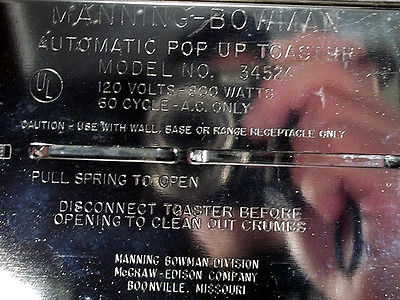 MANNING-BOWMAN
AUTOMATIC POP UP TOASTER
MODEL NO. 34524
UL
120 VOLTS-800 WATTS
60 CYCLE-A.C. ONLY
CAUTION-USE WITH WALL, BASE OR RANGE RECEPTACLE ONLY
PULL SPRING TO OPEN
DISCONNECT TOASTER BEFORE
OPENING TO CLEAN OUT CRUMBS
MANNING BOWMAN DIVISION
McGRAW-EDISON COMPANY
BOONVILLE, MISSOURI